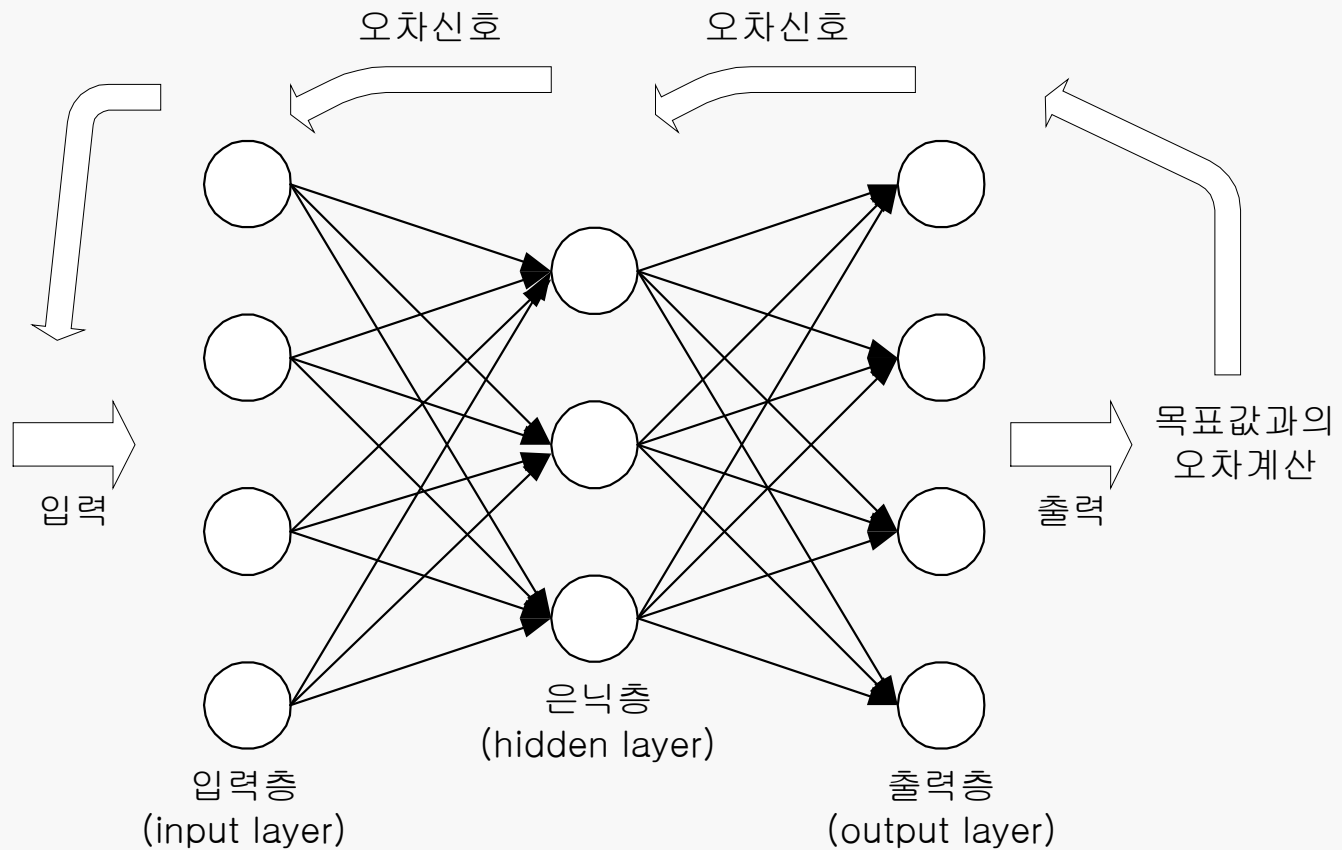 오차신호
오차신호
목표값과의
오차계산
입력
출력
은닉층
(hidden layer)
입력층
(input layer)
출력층
(output layer)